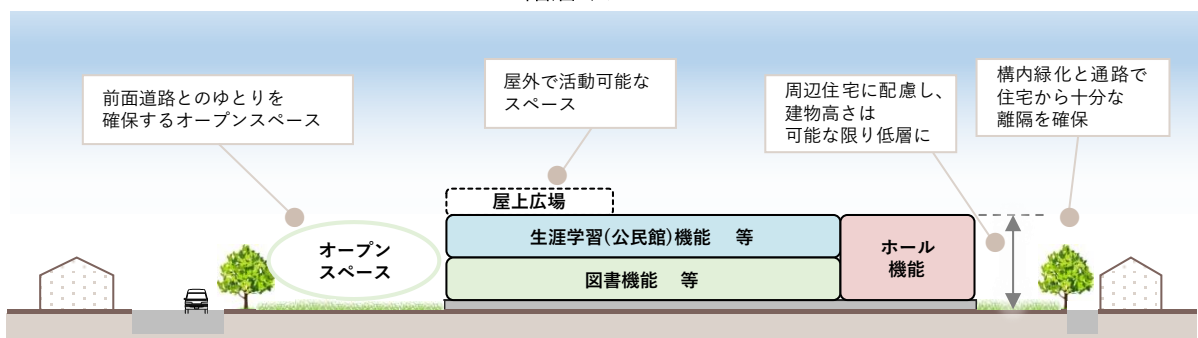 前面道路とのゆとりを
確保するオープンスペース
屋外で活動可能な
スペース
周辺住宅に配慮し、
建物高さは
可能な限り低層に
構内緑化と通路で
住宅から十分な
離隔を確保
屋上広場
オープン
スペース
生涯学習(公民館)機能　等
図書機能　等
ホール
機能